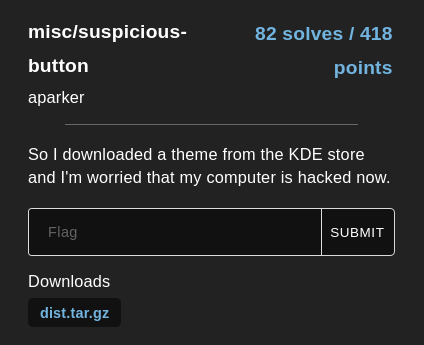 misc/suspicious-
button
82 solves / 418
points
aparker
So I downloaded a theme from the KDE store
and I'm worried that my computer is hacked now.
Flag
SUBMIT
Downloads
dist.tar.gz